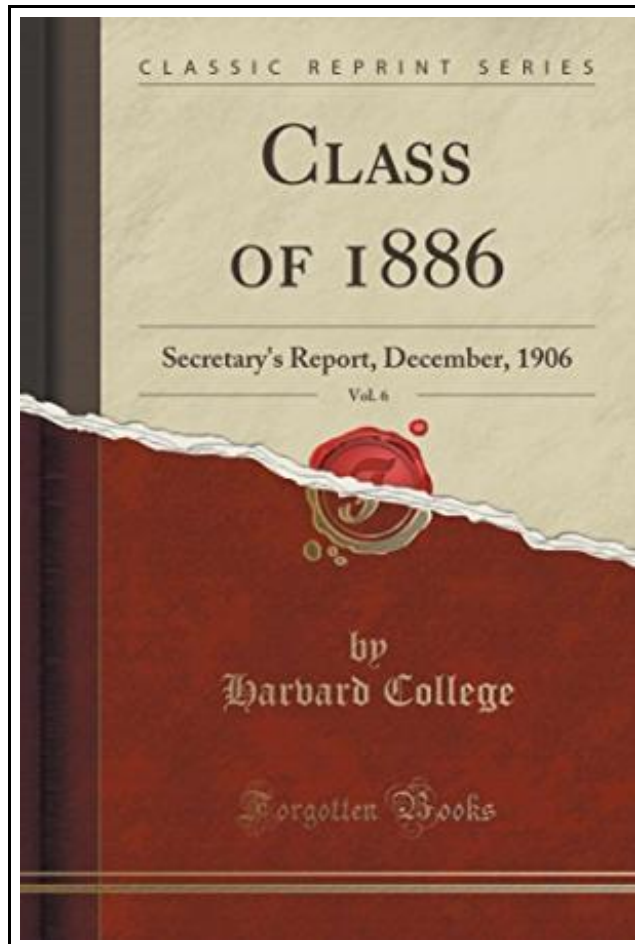 CLASSIC REPRINT SERIES
CLASS
OF 1886
Secretary's Report, December, 1906
Vol. 6
by
Harvard College
Forgotten Books